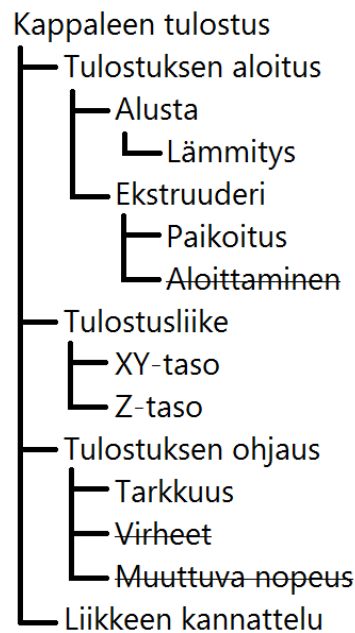 Kappaleen tulostus
Tulostuksen aloitus
Alusta
Lämmitys
Ekstruuderi
Paikoitus
Aloittaminen
Tulostusliike
XY-taso
Z-taso
Tulostuksen ohjaus
Tarkkuus
Virheet
Muuttuva nopeus
Liikkeen kannattelu